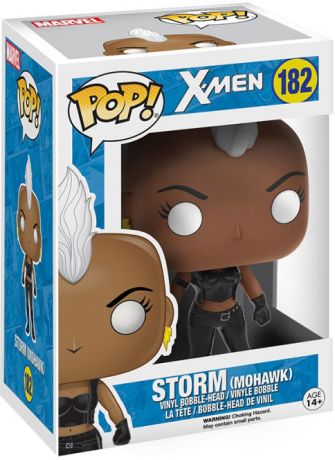 MARVEL
POP!
X-MEN
182
STORM (MOHAWK)
182
STORM (MOHAWK)
VINYL BOBBLE-HEAD / VINYLE BOBBLE
LA TÊTE / BOBBLE-HEAD DE VINIL
WARNING! Choking Hazard.
May contain small parts.
AGE
14+